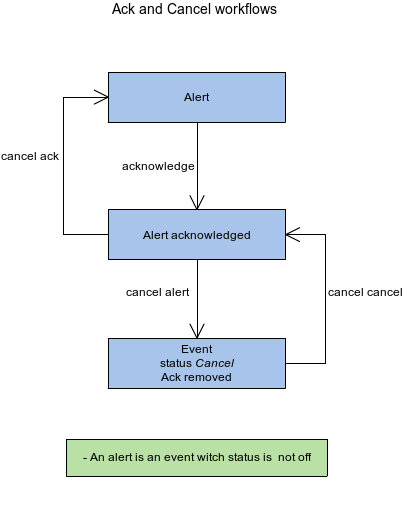 Ack and Cancel workflows
Alert
cancel ack
acknowledge
Alert acknowledged
cancel alert
cancel cancel
Event
status Cancel
Ack removed
- An alert is an event witch status is  not off